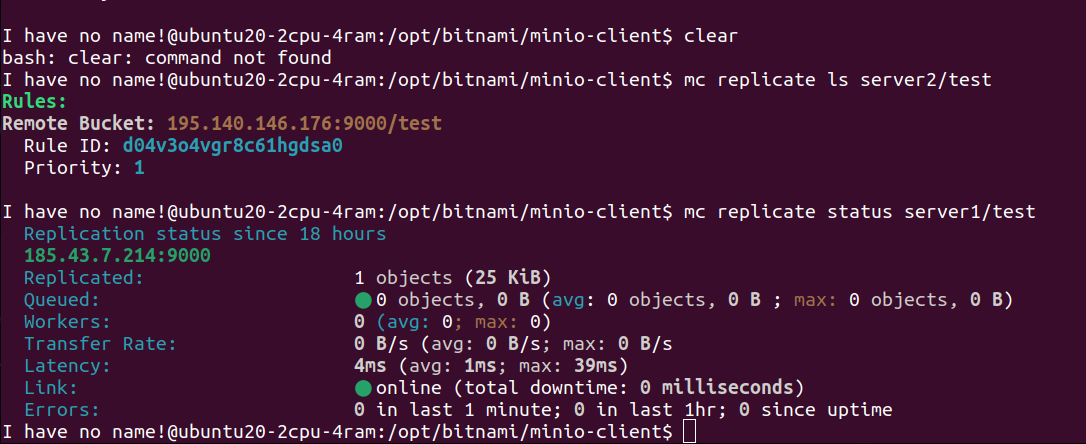 I have no name!@ubuntu20-2cpu-4ram:/opt/bitnami/minio-client$ clear
bash: clear: command not found
I have no name!@ubuntu20-2cpu-4ram:/opt/bitnami/minio-client$ mc replicate ls server2/test
Rules:
Remote Bucket: 195.140.146.176:9000/test
  Rule ID: d04v3o4vgr8c61hgdsa0
  Priority: 1
I have no name!@ubuntu20-2cpu-4ram:/opt/bitnami/minio-client$ mc replicate status server1/test
  Replication status since 18 hours
  185.43.7.214:9000
  Replicated: 1 objects (25 KiB)
  Queued: 0 objects, 0 B (avg: 0 objects, 0 B ; max: 0 objects, 0 B)
  Workers: 0 (avg: 0; max: 0)
  Transfer Rate: 0 B/s (avg: 0 B/s; max: 0 B/s
  Latency: 4ms (avg: 1ms; max: 39ms)
  Link: online (total downtime: 0 milliseconds)
  Errors: 0 in last 1 minute; 0 in last 1hr; 0 since uptime
I have no name!@ubuntu20-2cpu-4ram:/opt/bitnami/minio-client$